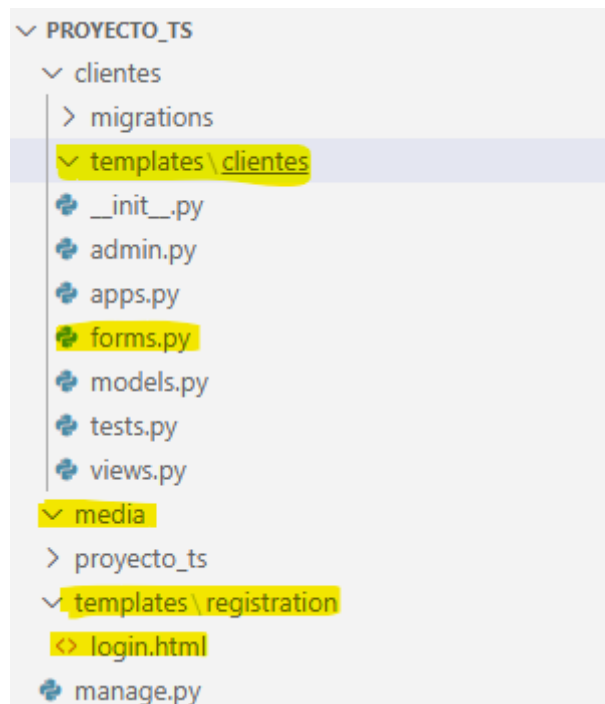 PROYECTO_TS
clientes
migrations
templates\clientes
__init__.py
admin.py
apps.py
forms.py
models.py
tests.py
views.py
media
proyecto_ts
templates\registration
login.html
manage.py